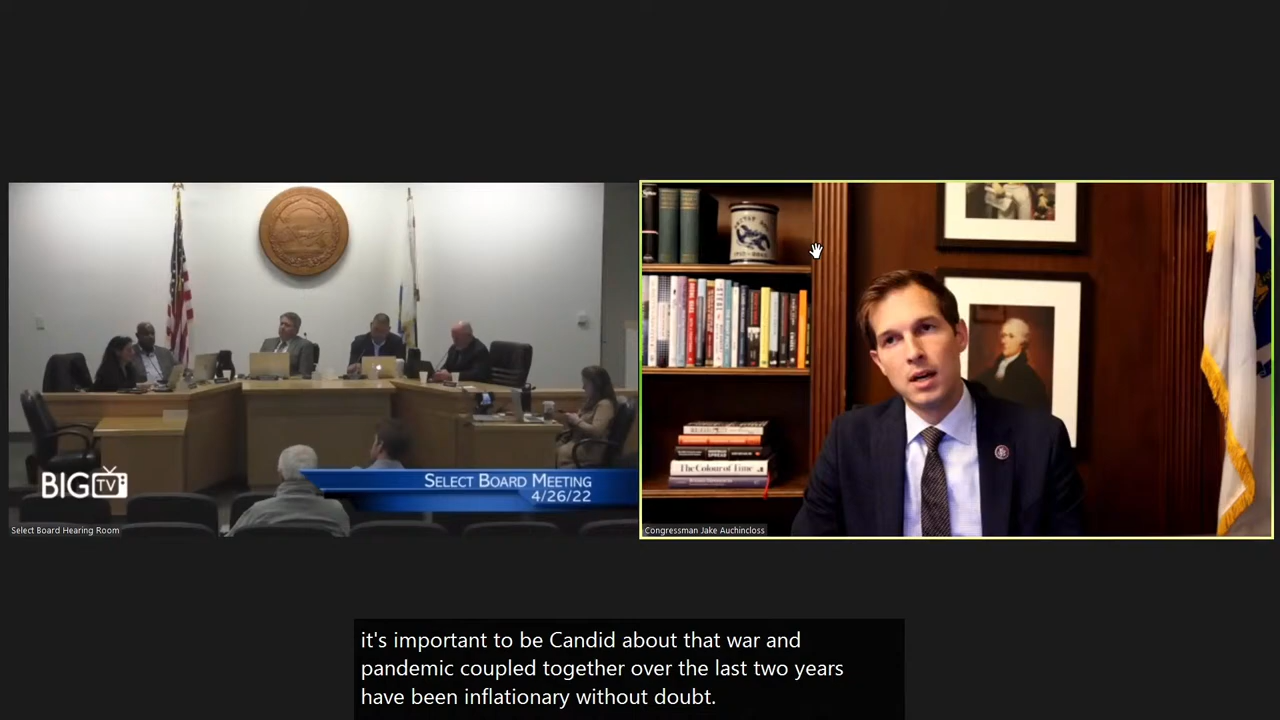 BIG TV
SELECT BOARD MEETING
4/26/22
Select Board Hearing Room
The Colour of Time
Congressman Jake Auchincloss
it's important to be Candid about that war and
pandemic coupled together over the last two years
have been inflationary without doubt.